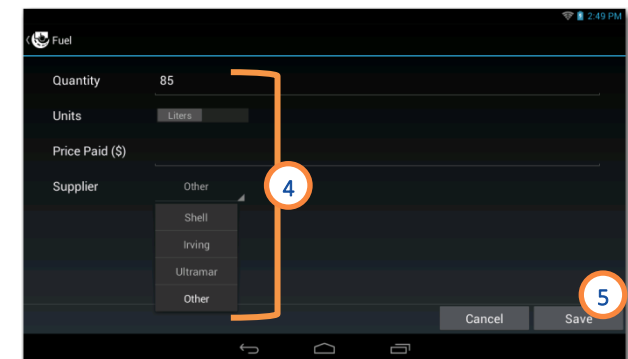 2:49 PM
Fuel
Quantity 85
Units Liters
Price Paid ($)
Supplier Other
4
Shell
Irving
Ultramar
Other
5
Cancel Save